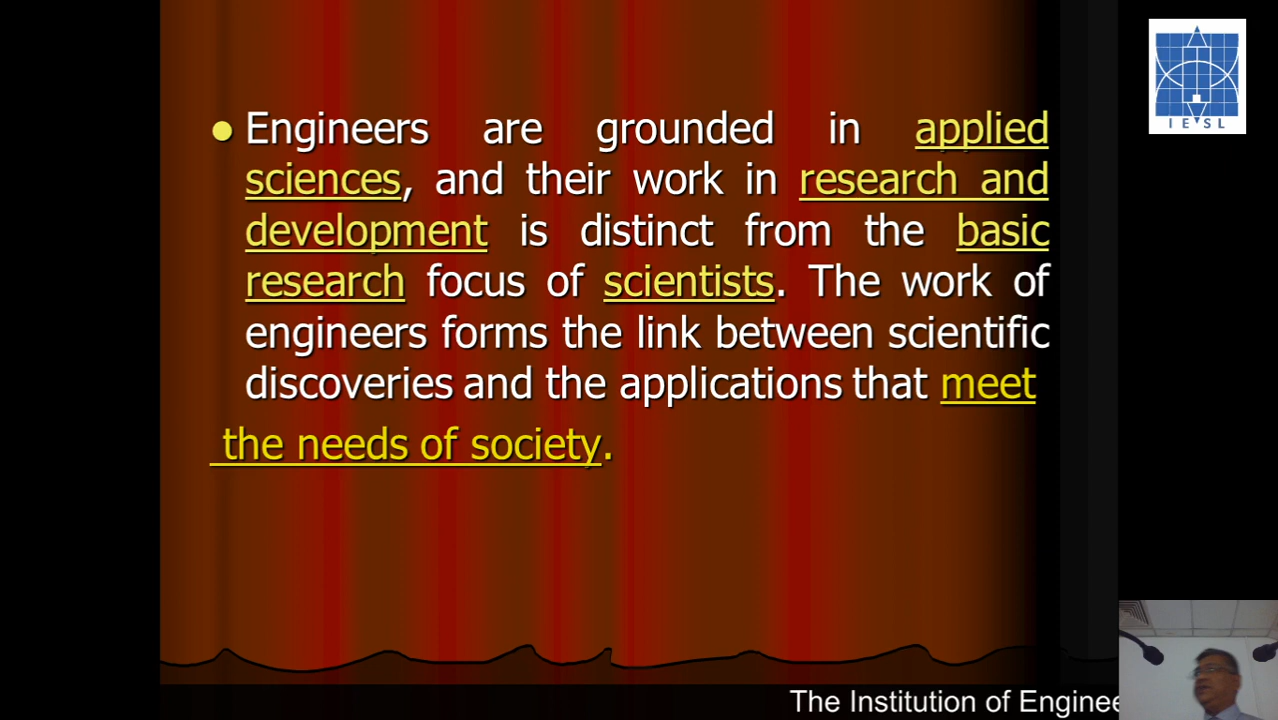 Engineers are grounded in applied
sciences, and their work in research and
development is distinct from the basic
research focus of scientists. The work of
engineers forms the link between scientific
discoveries and the applications that meet
the needs of society.
IESL
The Institution of Enginee